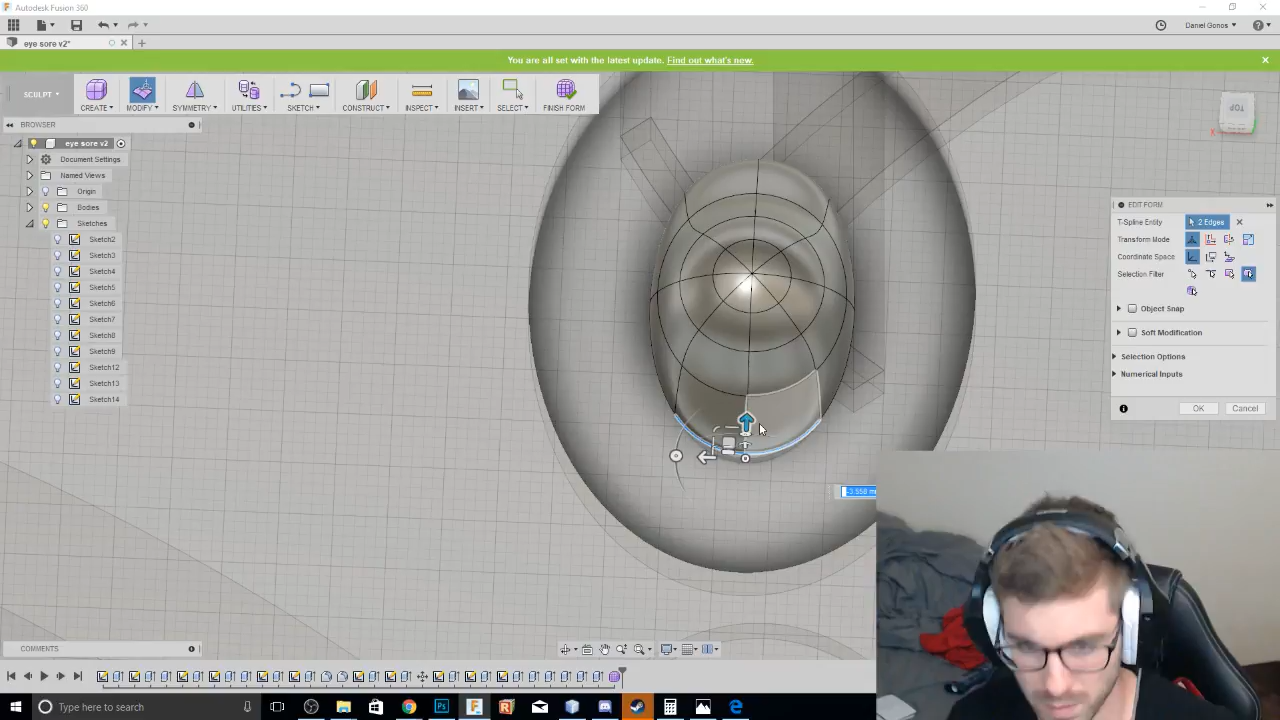 Autodesk Fusion 360
Daniel Gonos
eye sore v2*
You are all set with the latest update. Find out what's new.
SCULPT
CREATE
MODIFY
SYMMETRY
UTILITIES
SKETCH
CONSTRUCT
INSPECT
INSERT
SELECT
FINISH FORM
BROWSER
eye sore v2
Document Settings
Named Views
Origin
Bodies
Sketches
Sketch2
Sketch3
Sketch4
Sketch5
Sketch6
Sketch7
Sketch8
Sketch9
Sketch12
Sketch13
Sketch14
TOP
X
EDIT FORM
T-Spline Entity
2 Edges
Transform Mode
Coordinate Space
Selection Filter
Object Snap
Soft Modification
Selection Options
Numerical Inputs
OK
Cancel
-3.550 m
COMMENTS
Type here to search
Ps
F